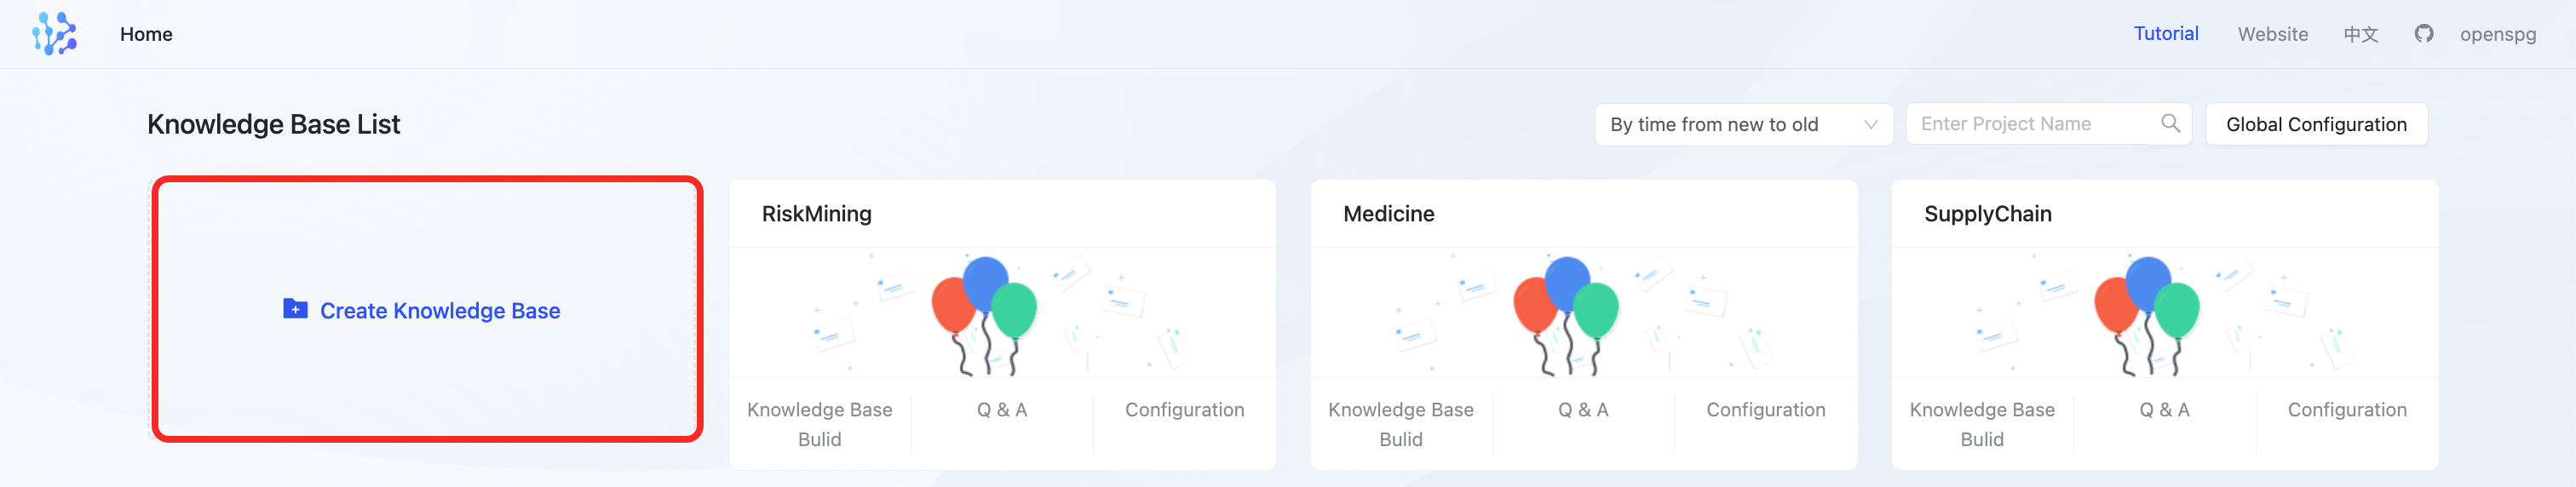 Home
Tutorial
Website
中文
openspg
Knowledge Base List
By time from new to old
Enter Project Name
Global Configuration
Create Knowledge Base
RiskMining
Knowledge Base
Bulid
Q & A
Configuration
Medicine
Knowledge Base
Bulid
Q & A
Configuration
SupplyChain
Knowledge Base
Bulid
Q & A
Configuration